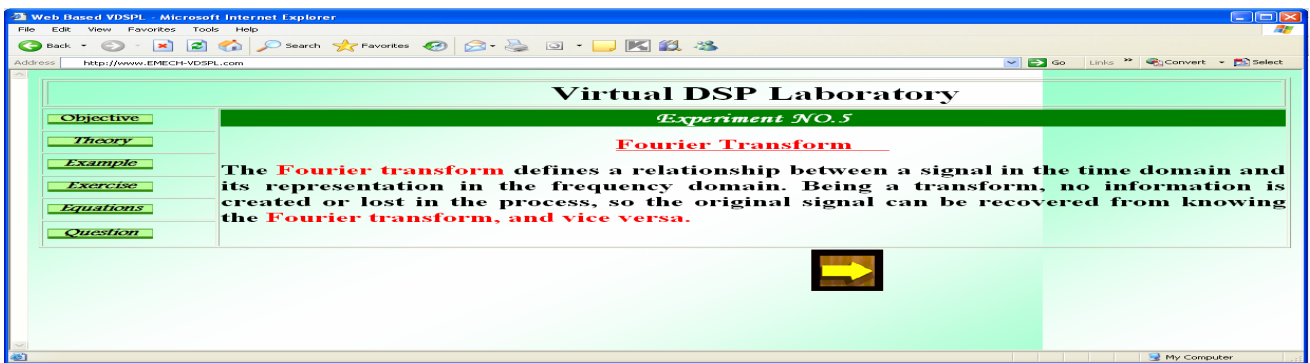 Web Based VDSPL - Microsoft Internet Explorer
File Edit View Favorites Tools Help
Back Search Favorites
Address http://www.EMECH-VDSPL.com Go Links » Convert Select
Virtual DSP Laboratory
Objective
Experiment NO.5
Theory
Example
Exercise
Equations
Question
Fourier Transform
The Fourier transform defines a relationship between a signal in the time domain and
its representation in the frequency domain. Being a transform, no information is
created or lost in the process, so the original signal can be recovered from knowing
the Fourier transform, and vice versa.
My Computer